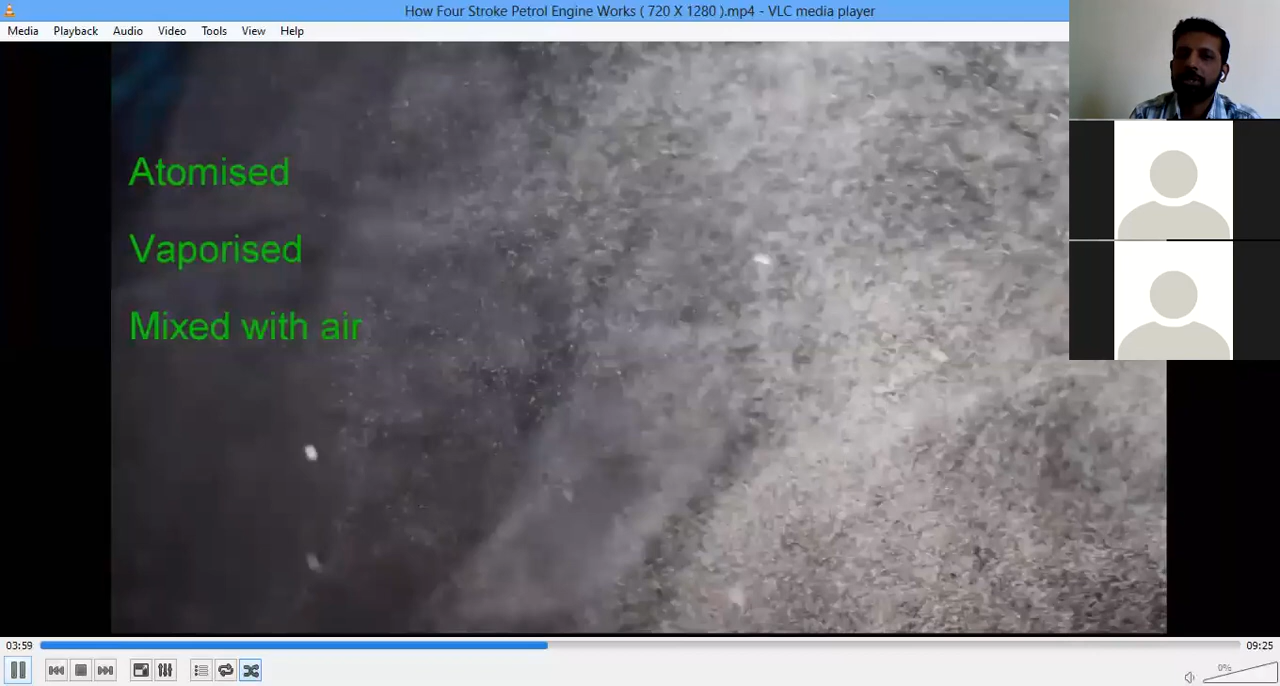 How Four Stroke Petrol Engine Works ( 720 X 1280 ).mp4 - VLC media player
Media Playback Audio Video Tools View Help
Atomised
Vaporised
Mixed with air
03:59
09:25
0%